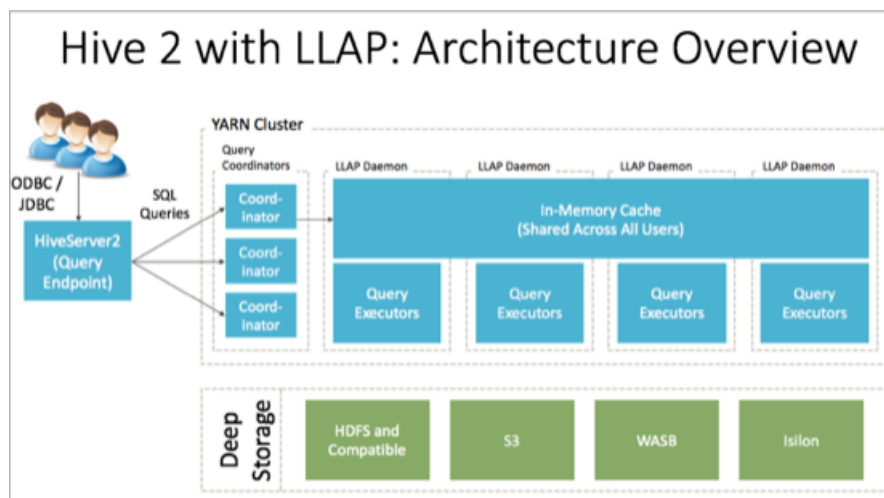 Hive 2 with LLAP: Architecture Overview
YARN Cluster
ODBC /
JDBC
SQL
Queries
HiveServer2
(Query
Endpoint)
Query
Coordinators
Coord-
inator
Coord-
inator
Coord-
inator
LLAP Daemon
LLAP Daemon
LLAP Daemon
LLAP Daemon
In-Memory Cache
(Shared Across All Users)
Query
Executors
Query
Executors
Query
Executors
Query
Executors
Deep
Storage
HDFS and
Compatible
S3
WASB
Isilon